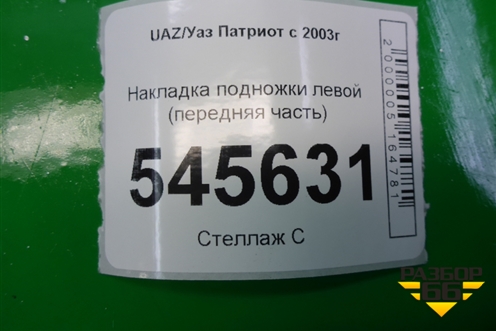 UAZ/Уаз Патриот с 2003г
Накладка подножки левой
(передняя часть)
545631
Стеллаж С
2000005164781
РАЗБОР
66